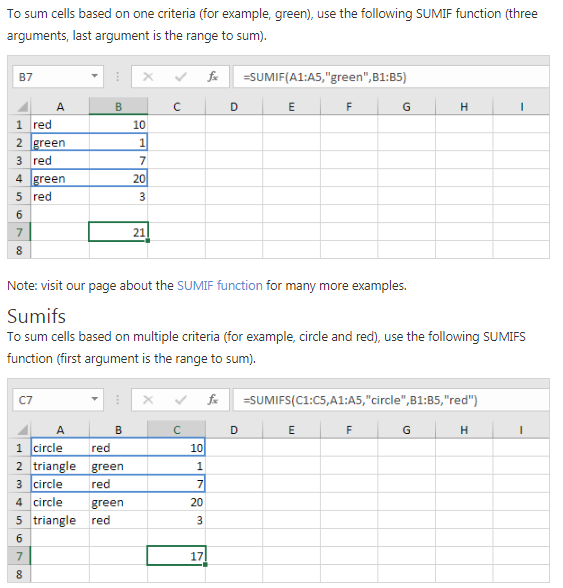 To sum cells based on one criteria (for example, green), use the following SUMIF function (three
arguments, last argument is the range to sum).
B7 fx =SUMIF(A1:A5,"green",B1:B5)
A B C D E F G H I
1 red 10
2 green 1
3 red 7
4 green 20
5 red 3
6
7 21
8
Note: visit our page about the SUMIF function for many more examples.
Sumifs
To sum cells based on multiple criteria (for example, circle and red), use the following SUMIFS
function (first argument is the range to sum).
C7 fx =SUMIFS(C1:C5,A1:A5,"circle",B1:B5,"red")
A B C D E F G H I
1 circle red 10
2 triangle green 1
3 circle red 7
4 circle green 20
5 triangle red 3
6
7 17
8